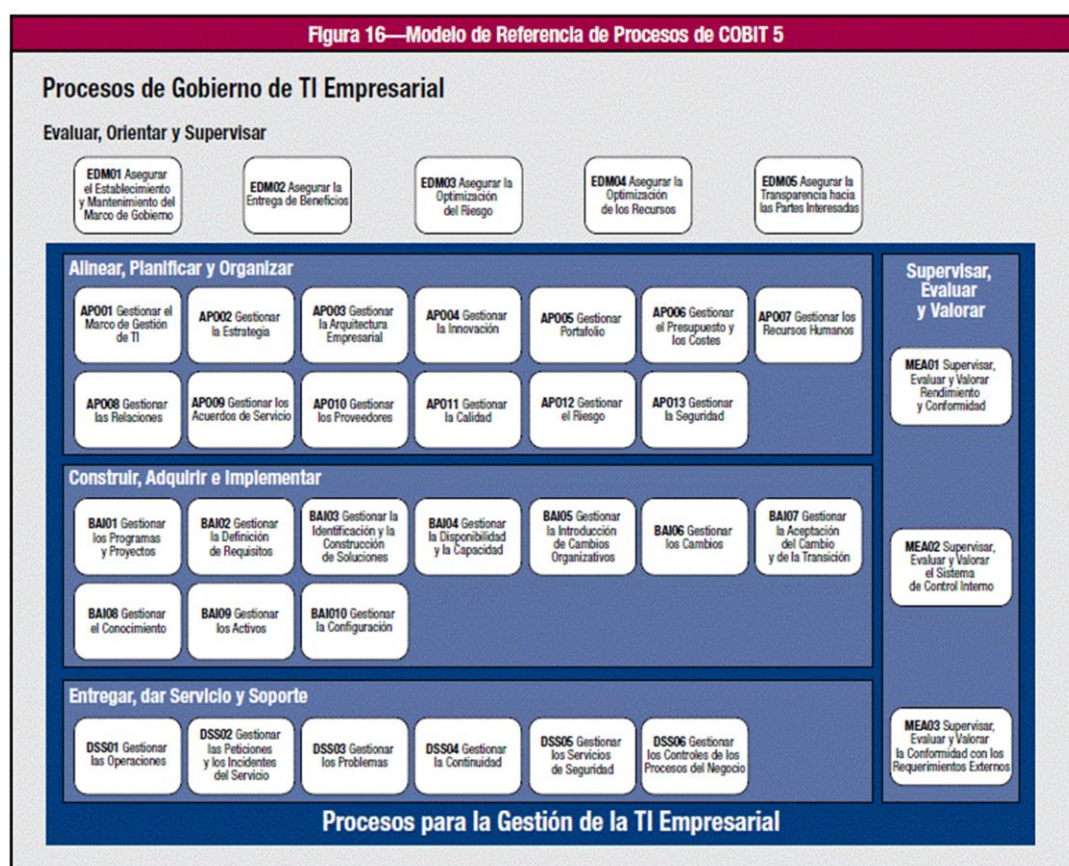 Figura 16—Modelo de Referencia de Procesos de COBIT 5
Procesos de Gobierno de TI Empresarial
Evaluar, Orientar y Supervisar
EDM01 Asegurar
el Establecimiento
y Mantenimiento del
Marco de Gobierno
EDM02 Asegurar la
Entrega de Beneficios
EDM03 Asegurar la
Optimización
del Riesgo
EDM04 Asegurar la
Optimización
de los Recursos
EDM05 Asegurar la
Transparencia hacia
las Partes Interesadas
Alinear, Planificar y Organizar
APO01 Gestionar el
Marco de Gestión
de TI
APO02 Gestionar
la Estrategia
APO03 Gestionar
la Arquitectura
Empresarial
APO04 Gestionar
la Innovación
APO05 Gestionar
Portafolio
APO06 Gestionar
el Presupuesto y
los Costes
APO07 Gestionar los
Recursos Humanos
APO08 Gestionar
las Relaciones
APO09 Gestionar los
Acuerdos de Servicio
APO10 Gestionar
los Proveedores
APO11 Gestionar
la Calidad
APO12 Gestionar
el Riesgo
APO13 Gestionar
la Seguridad
Construir, Adquirir e Implementar
BAI01 Gestionar
los Programas
y Proyectos
BAI02 Gestionar
la Definición
de Requisitos
BAI03 Gestionar la
Identificación y la
Construcción
de Soluciones
BAI04 Gestionar
la Disponibilidad
y la Capacidad
BAI05 Gestionar
la Introducción
de Cambios
Organizativos
BAI06 Gestionar
los Cambios
BAI07 Gestionar
la Aceptación
del Cambio
y de la Transición
BAI08 Gestionar
el Conocimiento
BAI09 Gestionar
los Activos
BAI010 Gestionar
la Configuración
Entregar, dar Servicio y Soporte
DSS01 Gestionar
las Operaciones
DSS02 Gestionar
las Peticiones
y los Incidentes
del Servicio
DSS03 Gestionar
los Problemas
DSS04 Gestionar
la Continuidad
DSS05 Gestionar
los Servicios
de Seguridad
DSS06 Gestionar
los Controles de los
Procesos del Negocio
Supervisar,
Evaluar
y Valorar
MEA01 Supervisar,
Evaluar y Valorar
Rendimiento
y Conformidad
MEA02 Supervisar,
Evaluar y Valorar
el Sistema
de Control Interno
MEA03 Supervisar,
Evaluar y Valorar
la Conformidad con los
Requerimientos Externos
Procesos para la Gestión de la TI Empresarial